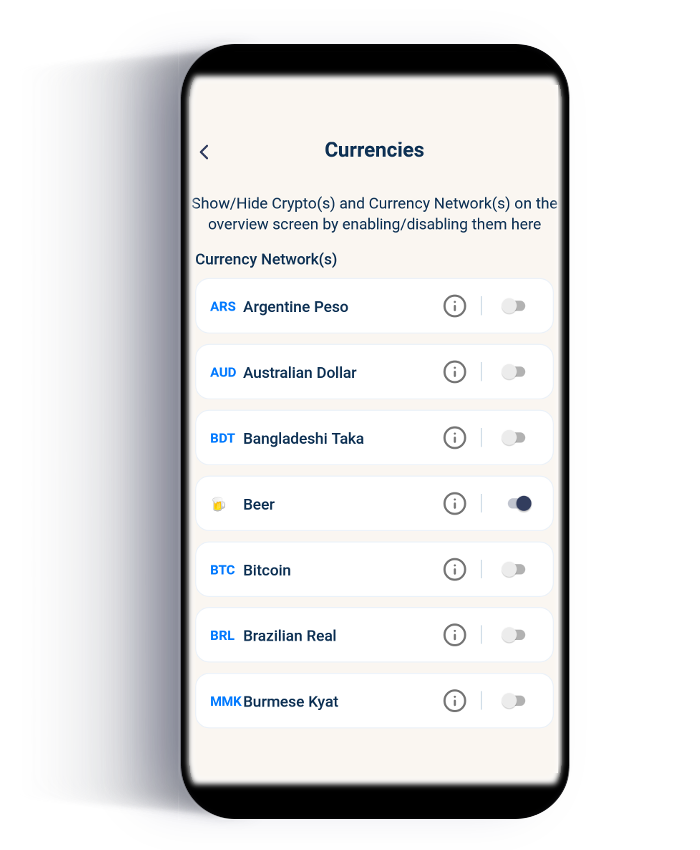 Currencies
Show/Hide Crypto(s) and Currency Network(s) on the
overview screen by enabling/disabling them here
Currency Network(s)
ARS Argentine Peso
AUD Australian Dollar
BDT Bangladeshi Taka
🍺 Beer
BTC Bitcoin
BRL Brazilian Real
MMK Burmese Kyat